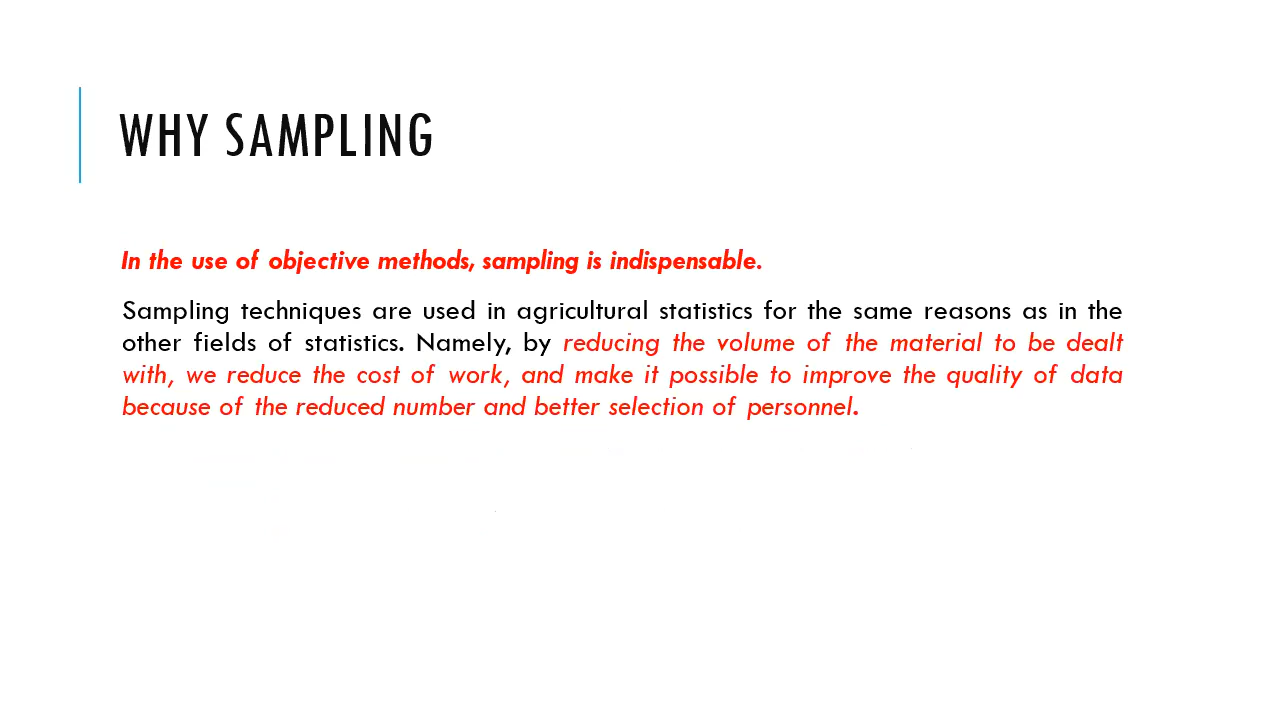 WHY SAMPLING
In the use of objective methods, sampling is indispensable.
Sampling techniques are used in agricultural statistics for the same reasons as in the
other fields of statistics. Namely, by reducing the volume of the material to be dealt
with, we reduce the cost of work, and make it possible to improve the quality of data
because of the reduced number and better selection of personnel.